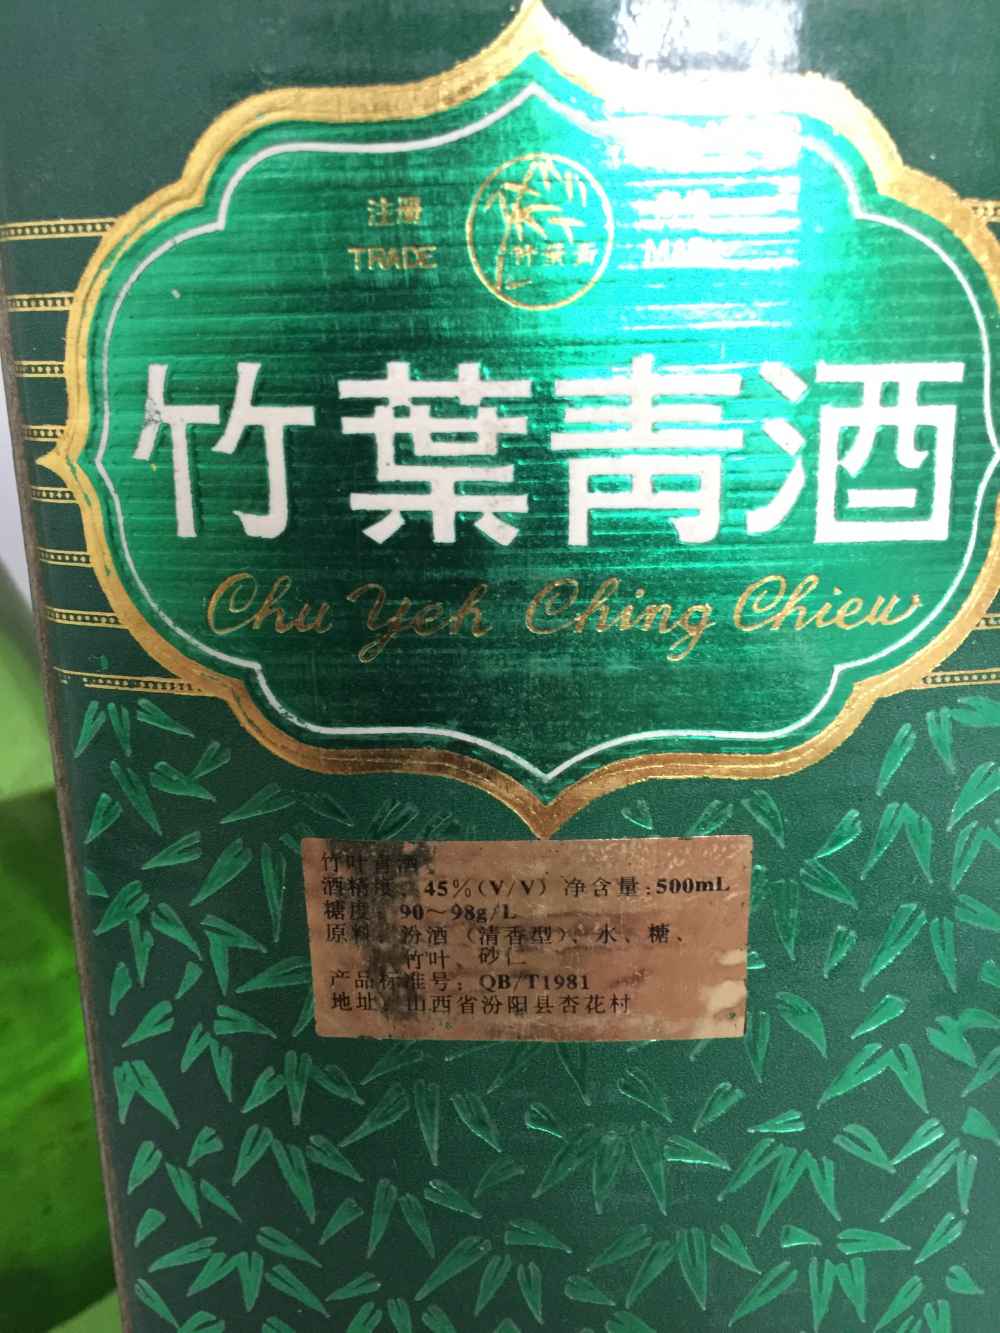 注册
TRADE
竹葉青
竹葉青酒
Chu Yeh Ching Chiew
竹叶青酒
酒精度:45%(V/V) 净含量:500mL
糖度:90～98g/L
原料:汾酒（清香型）、水、糖、
竹叶、砂仁
产品标准号:QB/T1981
地址:山西省汾阳县杏花村